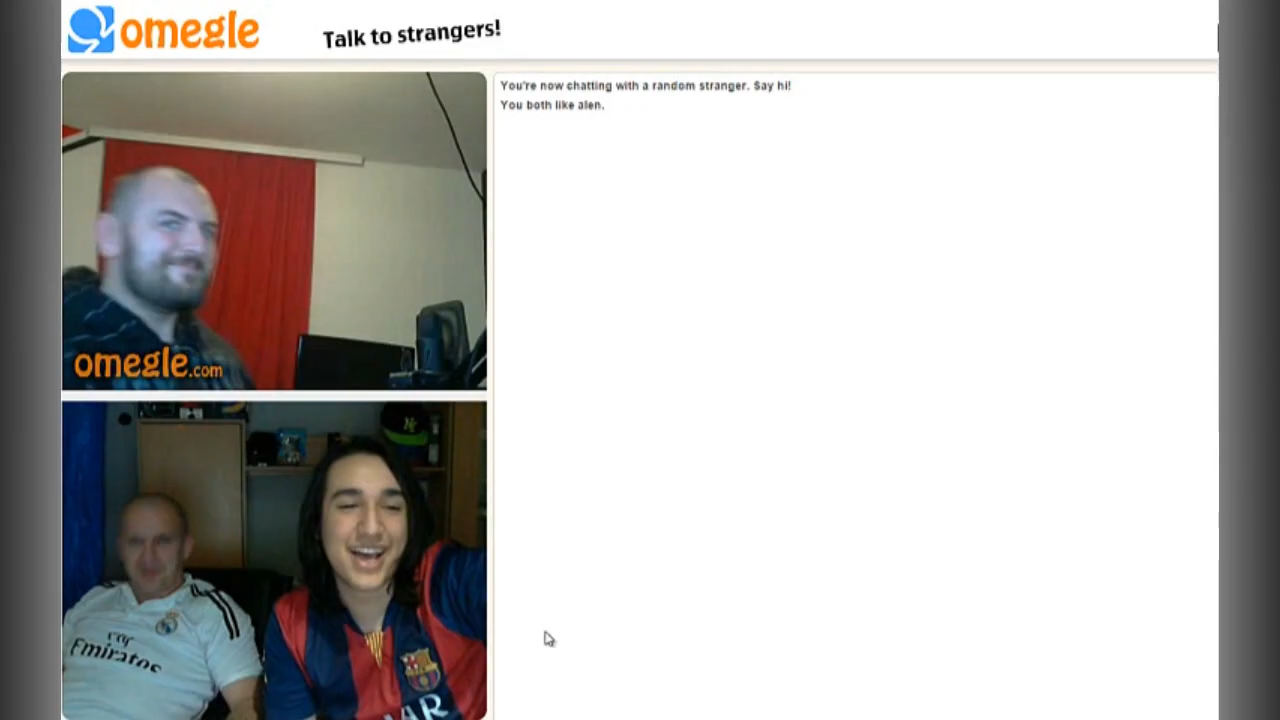 omegle
Talk to strangers!
You're now chatting with a random stranger. Say hi!
You both like alen.
omegle.com
Fly
Emirates